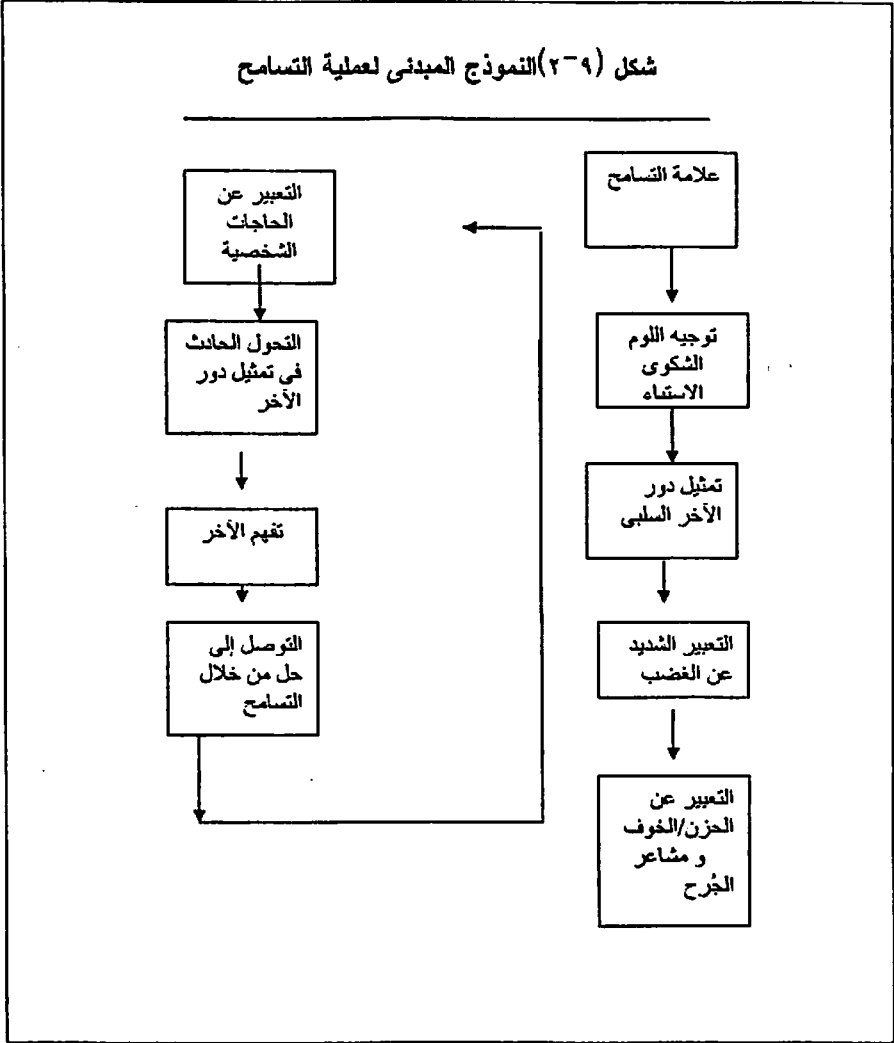 شكل (٩-٢)النموذج المبدئى لعملية التسامح
علامة التسامح
توجيه اللوم
الشكوى
الاستياء
تمثيل دور
الآخر السلبى
التعبير الشديد
عن الغضب
التعبير عن
الحزن/الخوف
و مشاعر
الجُرح
التعبير عن
الحاجات
الشخصية
التحول الحادث
فى تمثيل دور
الآخر
تفهم الآخر
التوصل إلى
حل من خلال
التسامح